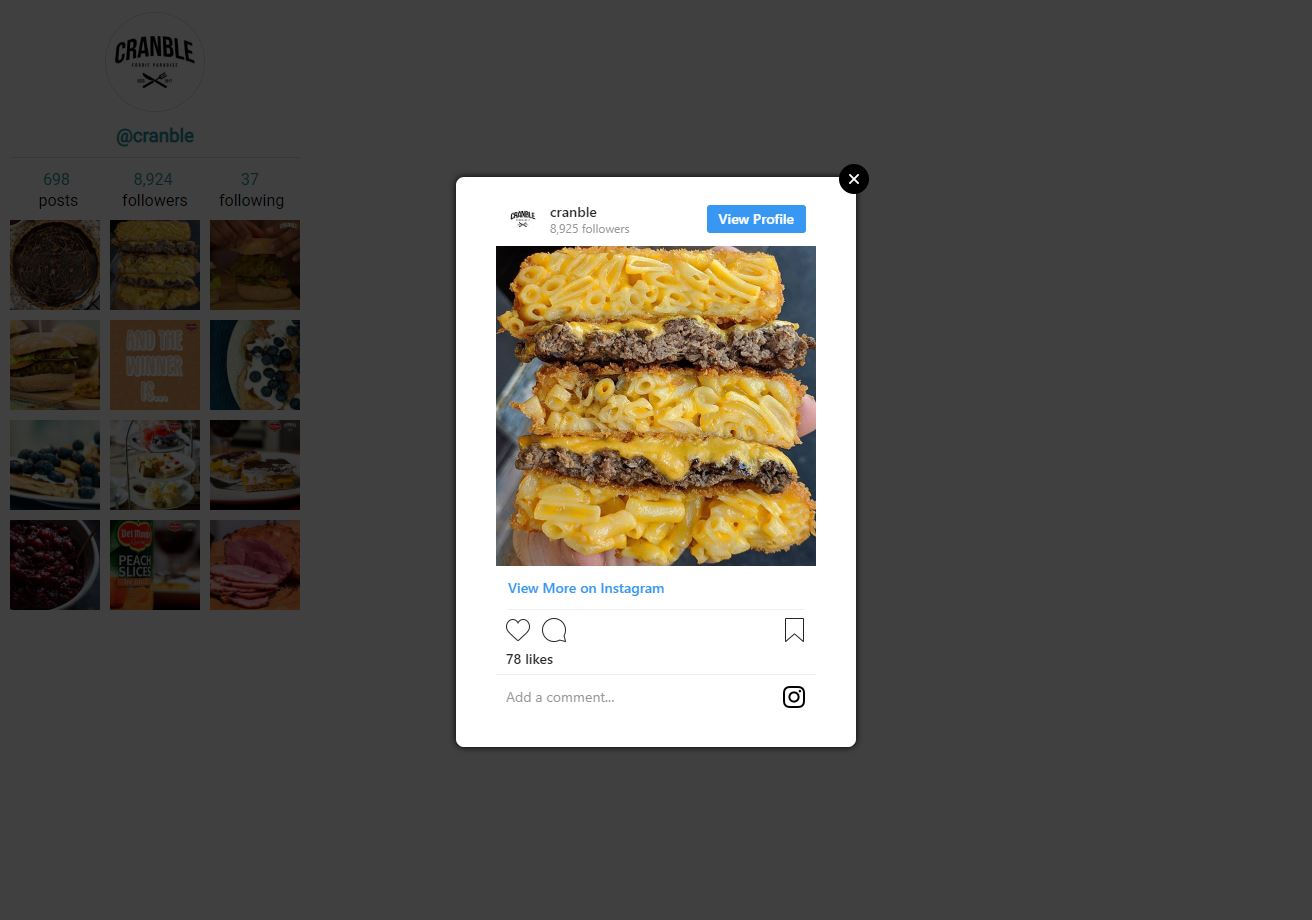 CRANBLE
FOODIE PARADISE
@cranble
698 8,924 37
posts followers following
AND THE
WINNER
IS...
Del Monte
PEACH
SLICES
CRANBLE
cranble
8,925 followers
View Profile
View More on Instagram
78 likes
Add a comment...